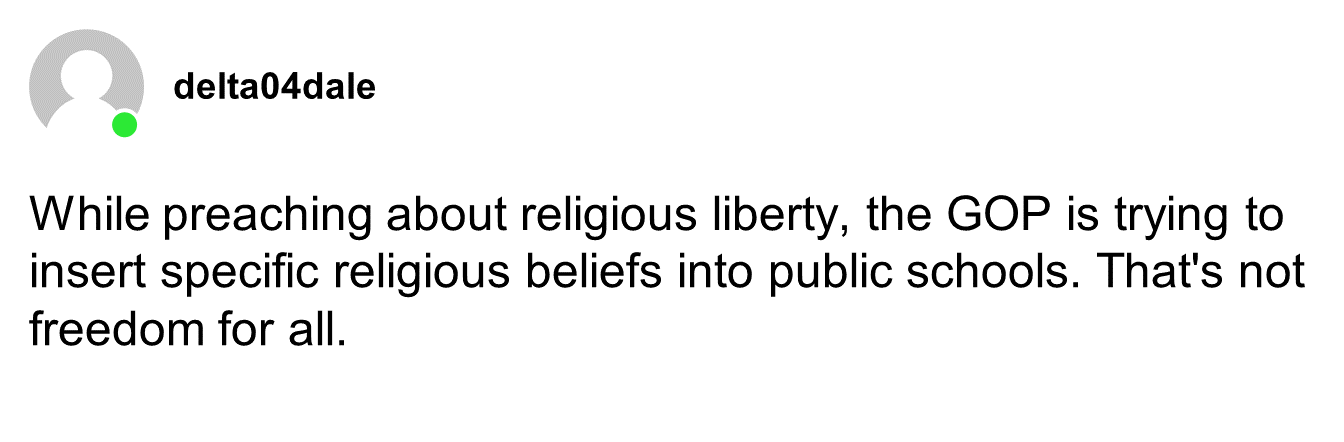 delta04dale
While preaching about religious liberty, the GOP is trying to
insert specific religious beliefs into public schools. That's not
freedom for all.